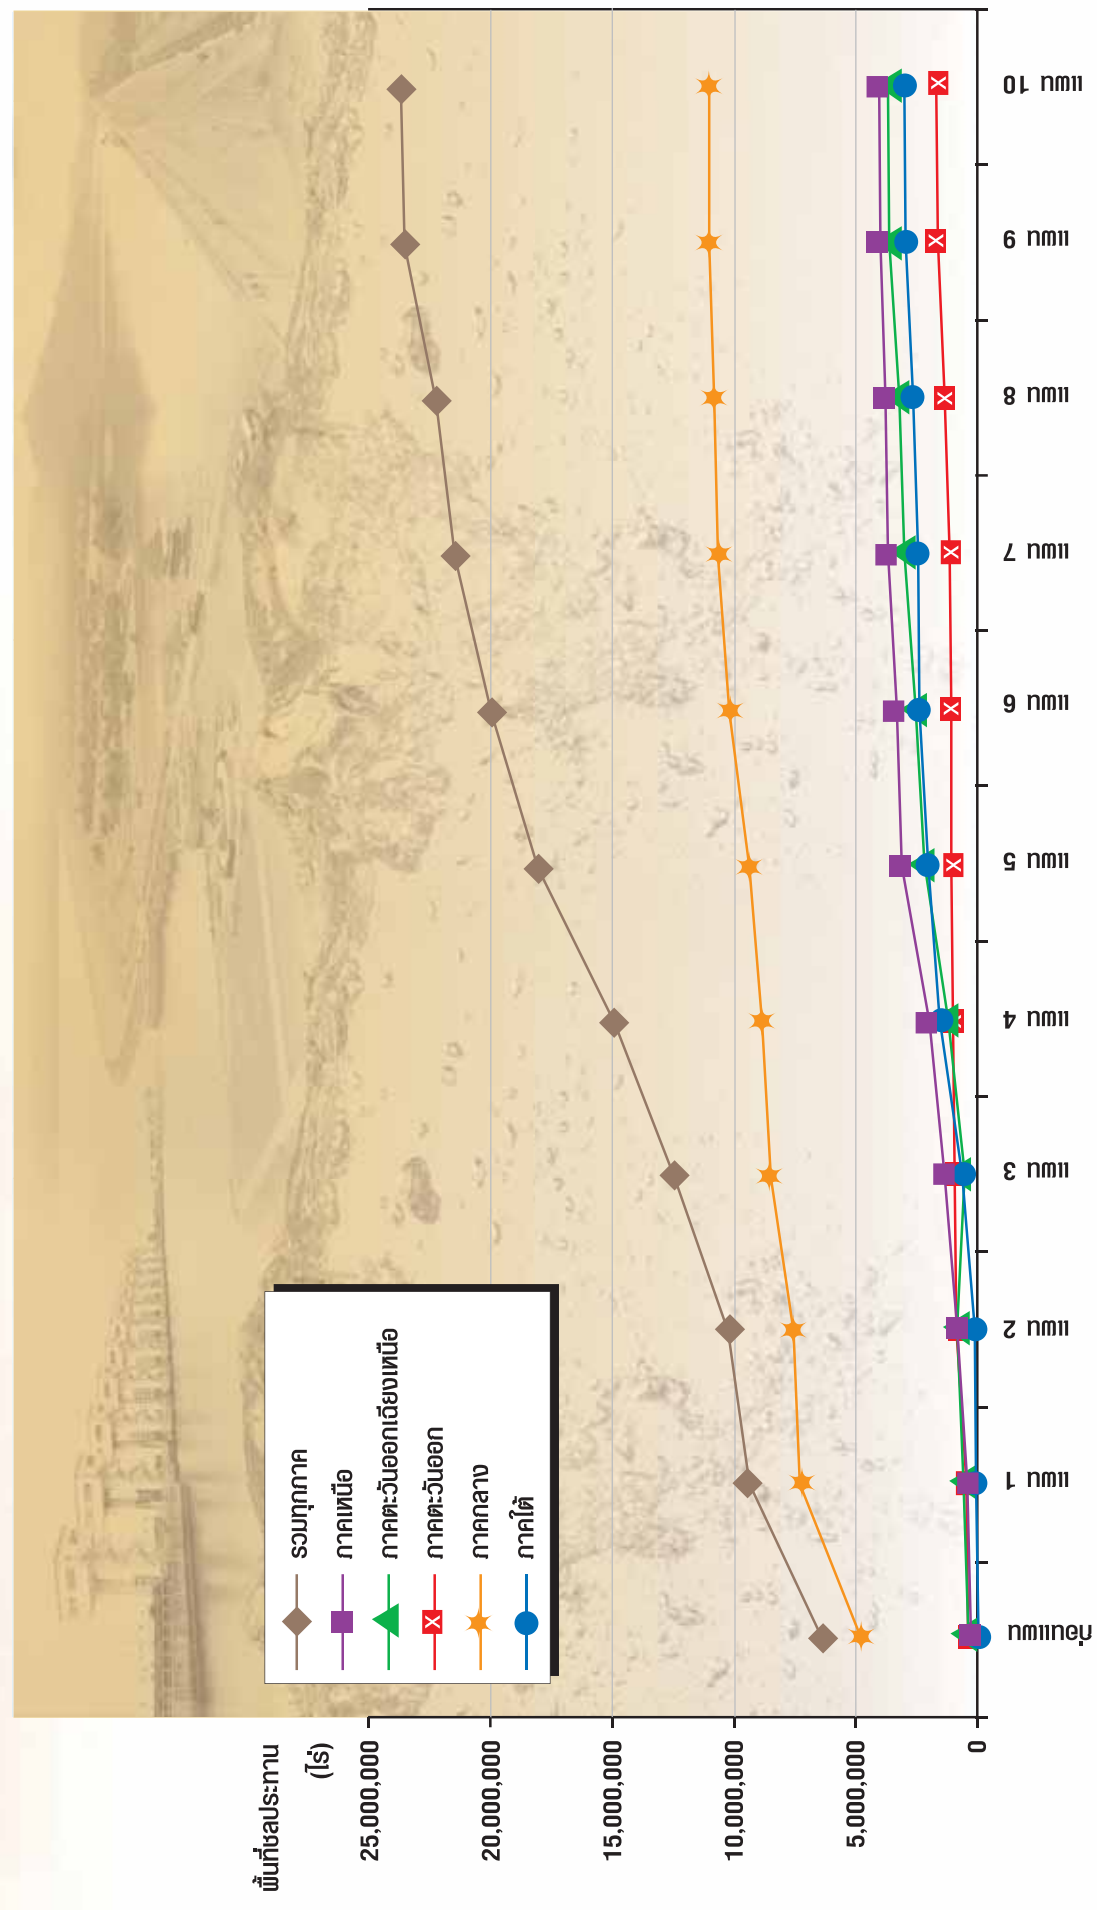 พื้นที่ชลประทาน
(ไร่)
25,000,000
20,000,000
15,000,000
10,000,000
5,000,000
0
รวมทุกภาค
ภาคเหนือ
ภาคตะวันออกเฉียงเหนือ
ภาคตะวันออก
ภาคกลาง
ภาคใต้
ก่อนแผน
แผน 1
แผน 2
แผน 3
แผน 4
แผน 5
แผน 6
แผน 7
แผน 8
แผน 9
แผน 10